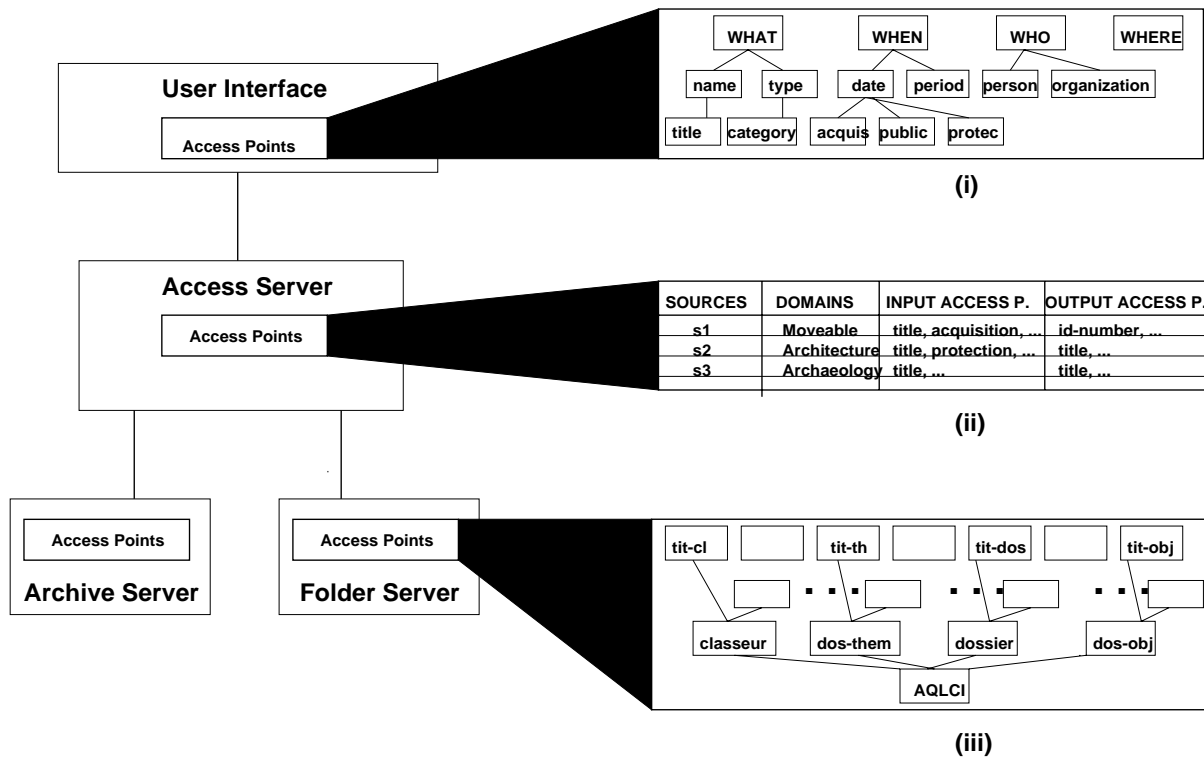 WHAT WHEN WHO WHERE
User Interface
name type date period person organization
Access Points
title category acquis public protec
(i)
Access Server
Access Points
SOURCES DOMAINS INPUT ACCESS P. OUTPUT ACCESS P.
s1 Moveable title, acquisition, ... id-number, ...
s2 Architecture title, protection, ... title, ...
s3 Archaeology title, ... title, ...
(ii)
Access Points
Archive Server
Access Points
Folder Server
tit-cl tit-th tit-dos tit-obj
. . . . . . . . .
classeur dos-them dossier dos-obj
AQLCI
(iii)